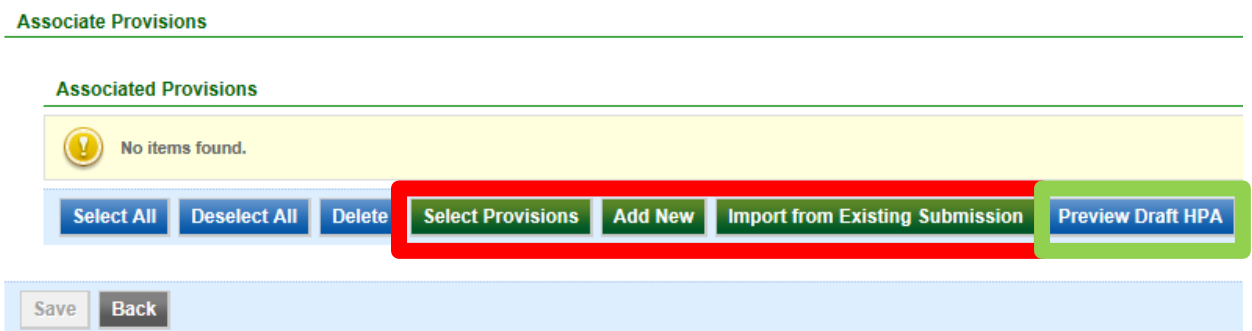 Associate Provisions
Associated Provisions
No items found.
Select All Deselect All Delete Select Provisions Add New Import from Existing Submission Preview Draft HPA
Save Back